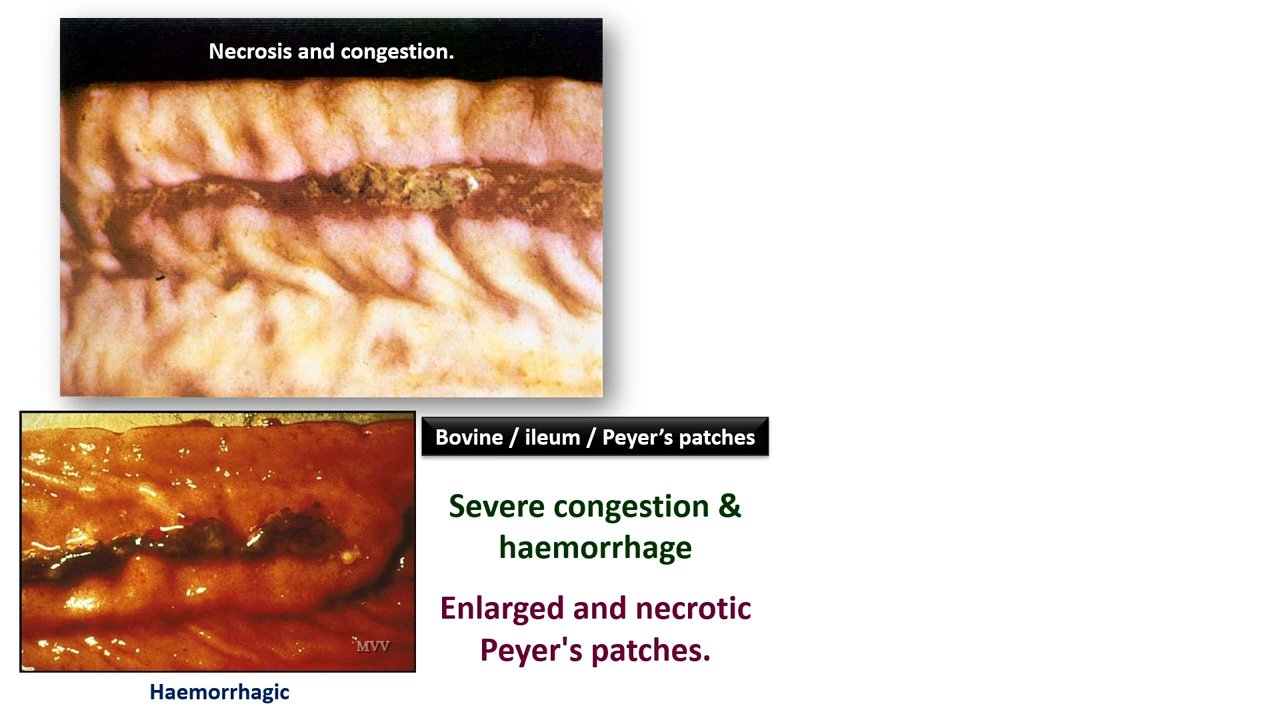 Necrosis and congestion.
Bovine / ileum / Peyer’s patches
Severe congestion &
haemorrhage
Enlarged and necrotic
Peyer's patches.
MVV
Haemorrhagic